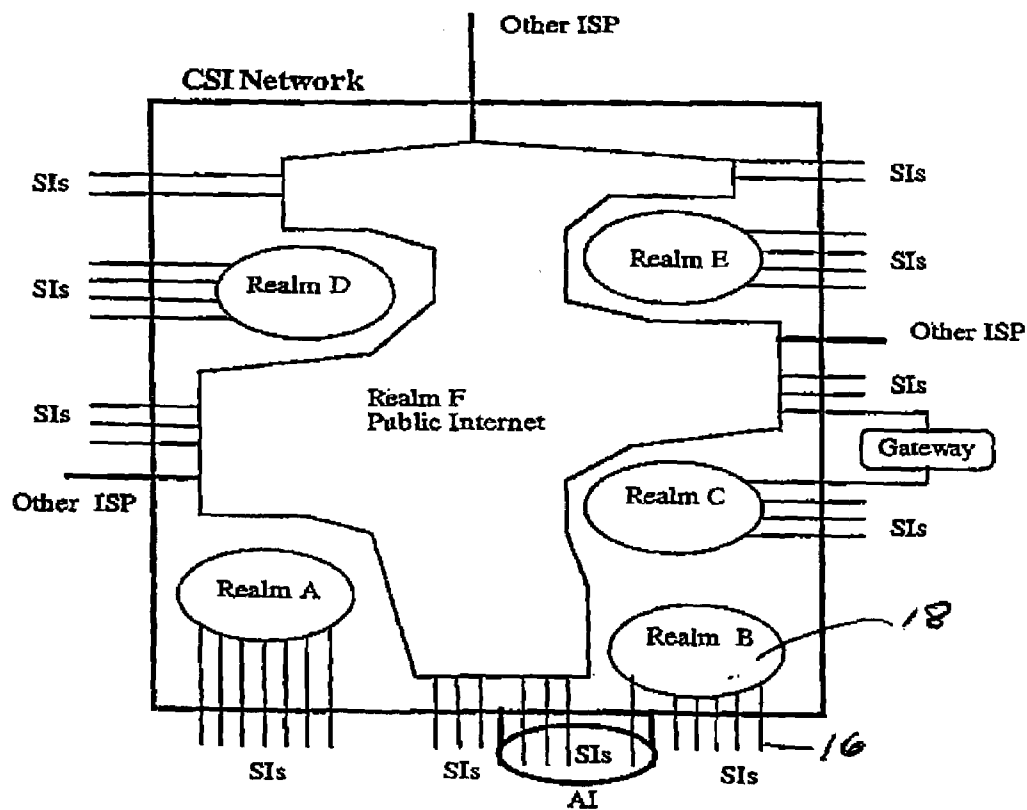 Other ISP
CSI Network
SIs
SIs
Realm D
Realm E
SIs
SIs
Other ISP
Realm F
Public Internet
SIs
SIs
Gateway
Other ISP
Realm C
SIs
Realm A
Realm B
18
SIs
SIs
SIs
SIs
16
AI